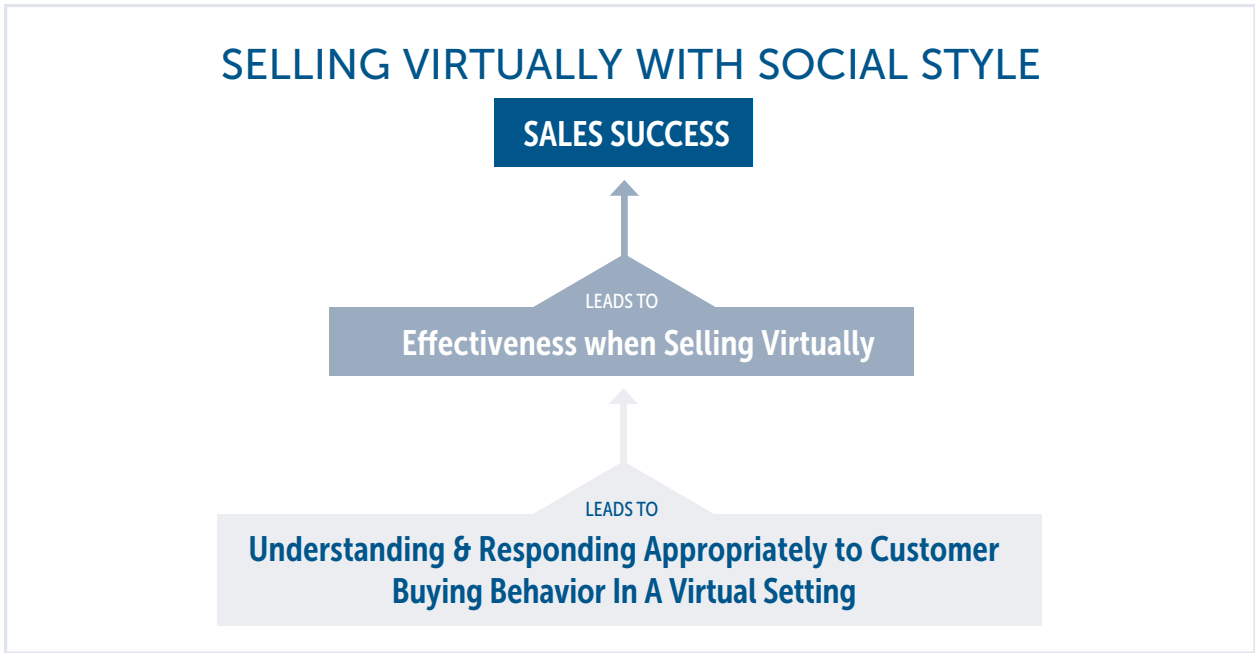 SELLING VIRTUALLY WITH SOCIAL STYLE
SALES SUCCESS
LEADS TO
Effectiveness when Selling Virtually
LEADS TO
Understanding & Responding Appropriately to Customer
Buying Behavior In A Virtual Setting